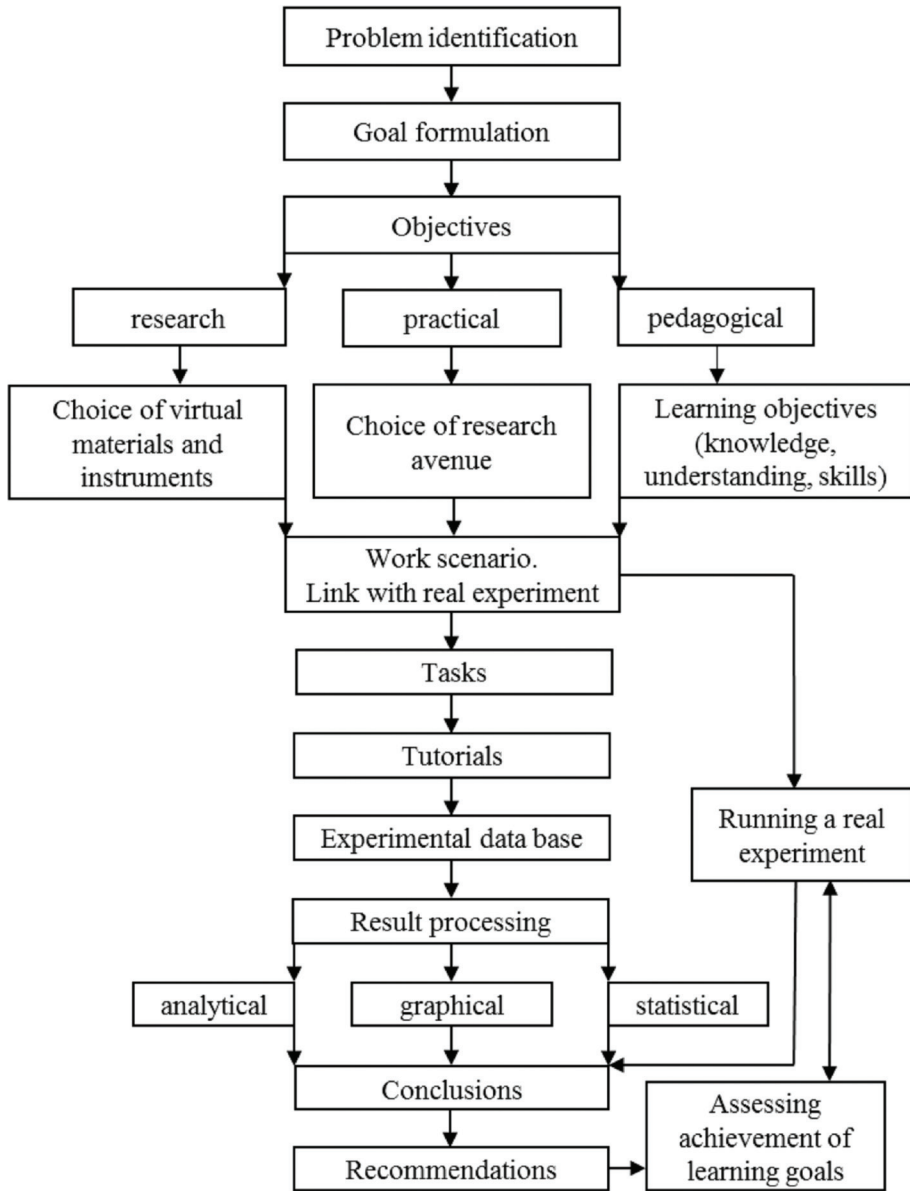 Problem identification
Goal formulation
Objectives
research
practical
pedagogical
Choice of virtual
materials and
instruments
Choice of research
avenue
Learning objectives
(knowledge,
understanding, skills)
Work scenario.
Link with real experiment
Tasks
Tutorials
Experimental data base
Running a real
experiment
Result processing
analytical
graphical
statistical
Conclusions
Recommendations
Assessing
achievement of
learning goals